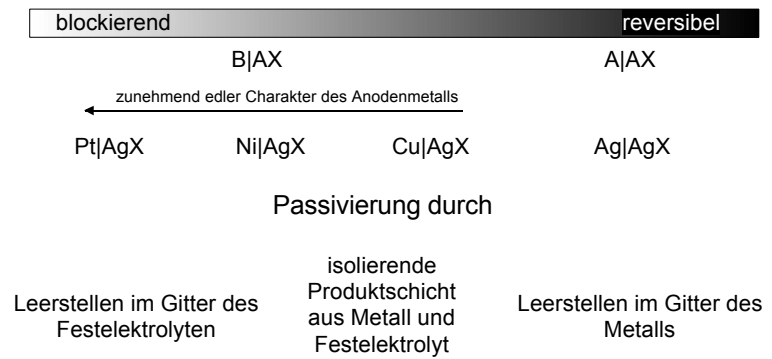 blockierend reversibel
B|AX A|AX
zunehmend edler Charakter des Anodenmetalls
Pt|AgX Ni|AgX Cu|AgX Ag|AgX
Passivierung durch
Leerstellen im Gitter des
Festelektrolyten
isolierende
Produktschicht
aus Metall und
Festelektrolyt
Leerstellen im Gitter des
Metalls